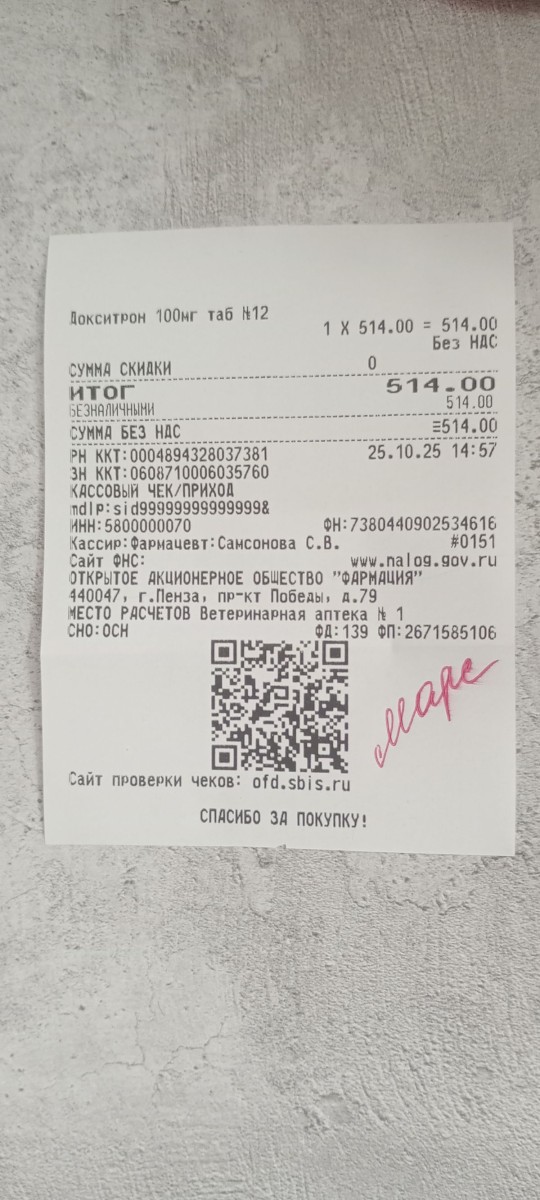 Докситрон 100мг таб №12
1 X 514.00 = 514.00
Без НДС
СУММА СКИДКИ 0
ИТОГ 514.00
БЕЗНАЛИЧНЫМИ 514.00
СУММА БЕЗ НДС ≡514.00
РН ККТ:0004894328037381 25.10.25 14:57
ЗН ККТ:0608710006035760
КАССОВЫЙ ЧЕК/ПРИХОД
mdlp:sid99999999999999&
ИНН:5800000070 ФН:7380440902534616
Кассир:Фармацевт:Самсонова С.В. #0151
Сайт ФНС: www.nalog.gov.ru
ОТКРЫТОЕ АКЦИОНЕРНОЕ ОБЩЕСТВО "ФАРМАЦИЯ"
440047, г.Пенза, пр-кт Победы, д.79
МЕСТО РАСЧЕТОВ Ветеринарная аптека № 1
СНО:ОСН ФД:139 ФП:2671585106
Марс
Сайт проверки чеков: ofd.sbis.ru
СПАСИБО ЗА ПОКУПКУ!